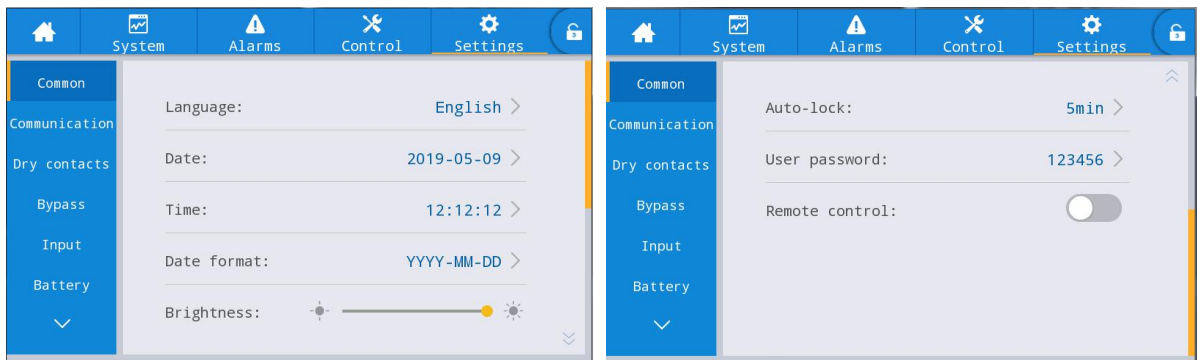 System Alarms Control Settings
Common
Communication
Dry contacts
Bypass
Input
Battery
Language: English
Date: 2019-05-09
Time: 12:12:12
Date format: YYYY-MM-DD
Brightness:
System Alarms Control Settings
Common
Communication
Dry contacts
Bypass
Input
Battery
Auto-lock: 5min
User password: 123456
Remote control: